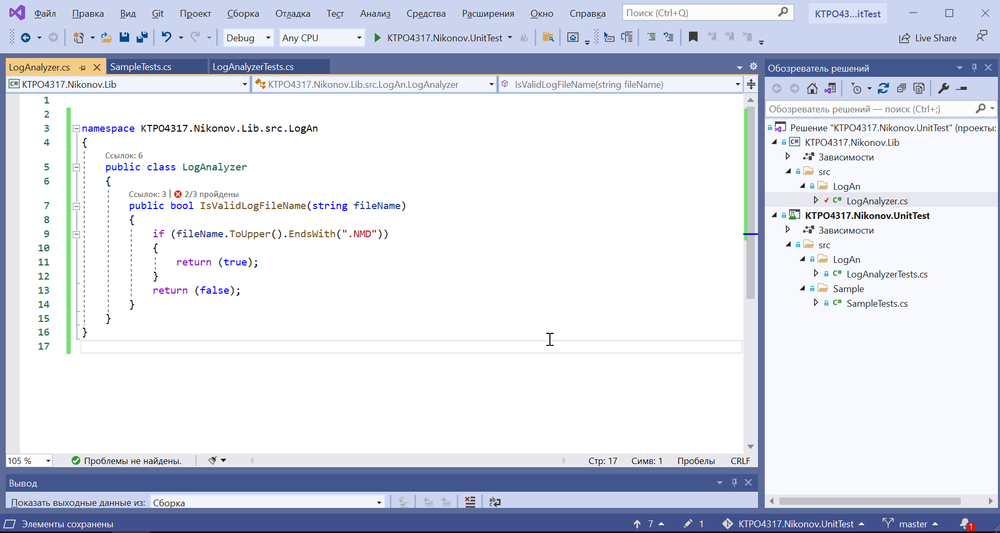 Файл Правка Вид Git Проект Сборка Отладка Тест Анализ Средства Расширения Окно Справка Поиск (Ctrl+Q) KTPO43...itTest
Debug Any CPU KTPO4317.Nikonov.UnitTest Live Share
LogAnalyzer.cs SampleTests.cs LogAnalyzerTests.cs
C# KTPO4317.Nikonov.Lib KTPO4317.Nikonov.Lib.src.LogAn.LogAnalyzer IsValidLogFileName(string fileName)
1
2
3 namespace KTPO4317.Nikonov.Lib.src.LogAn
4 {
Ссылок: 6
5 public class LogAnalyzer
6 {
Ссылок: 3 | 2/3 пройдены
7 public bool IsValidLogFileName(string fileName)
8 {
9 if (fileName.ToUpper().EndsWith(".NMD"))
10 {
11 return (true);
12 }
13 return (false);
14 }
15 }
16 }
17
105 % Проблемы не найдены. Стр: 17 Симв: 1 Пробелы CRLF
Вывод
Показать выходные данные из: Сборка
Обозреватель решений
Обозреватель решений — поиск (Ctrl+;)
Решение "KTPO4317.Nikonov.UnitTest" (проекты:
C# KTPO4317.Nikonov.Lib
Зависимости
src
LogAn
C# LogAnalyzer.cs
KTPO4317.Nikonov.UnitTest
Зависимости
src
LogAn
C# LogAnalyzerTests.cs
Sample
C# SampleTests.cs
Элементы сохранены 7 1 KTPO4317.Nikonov.UnitTest master 1